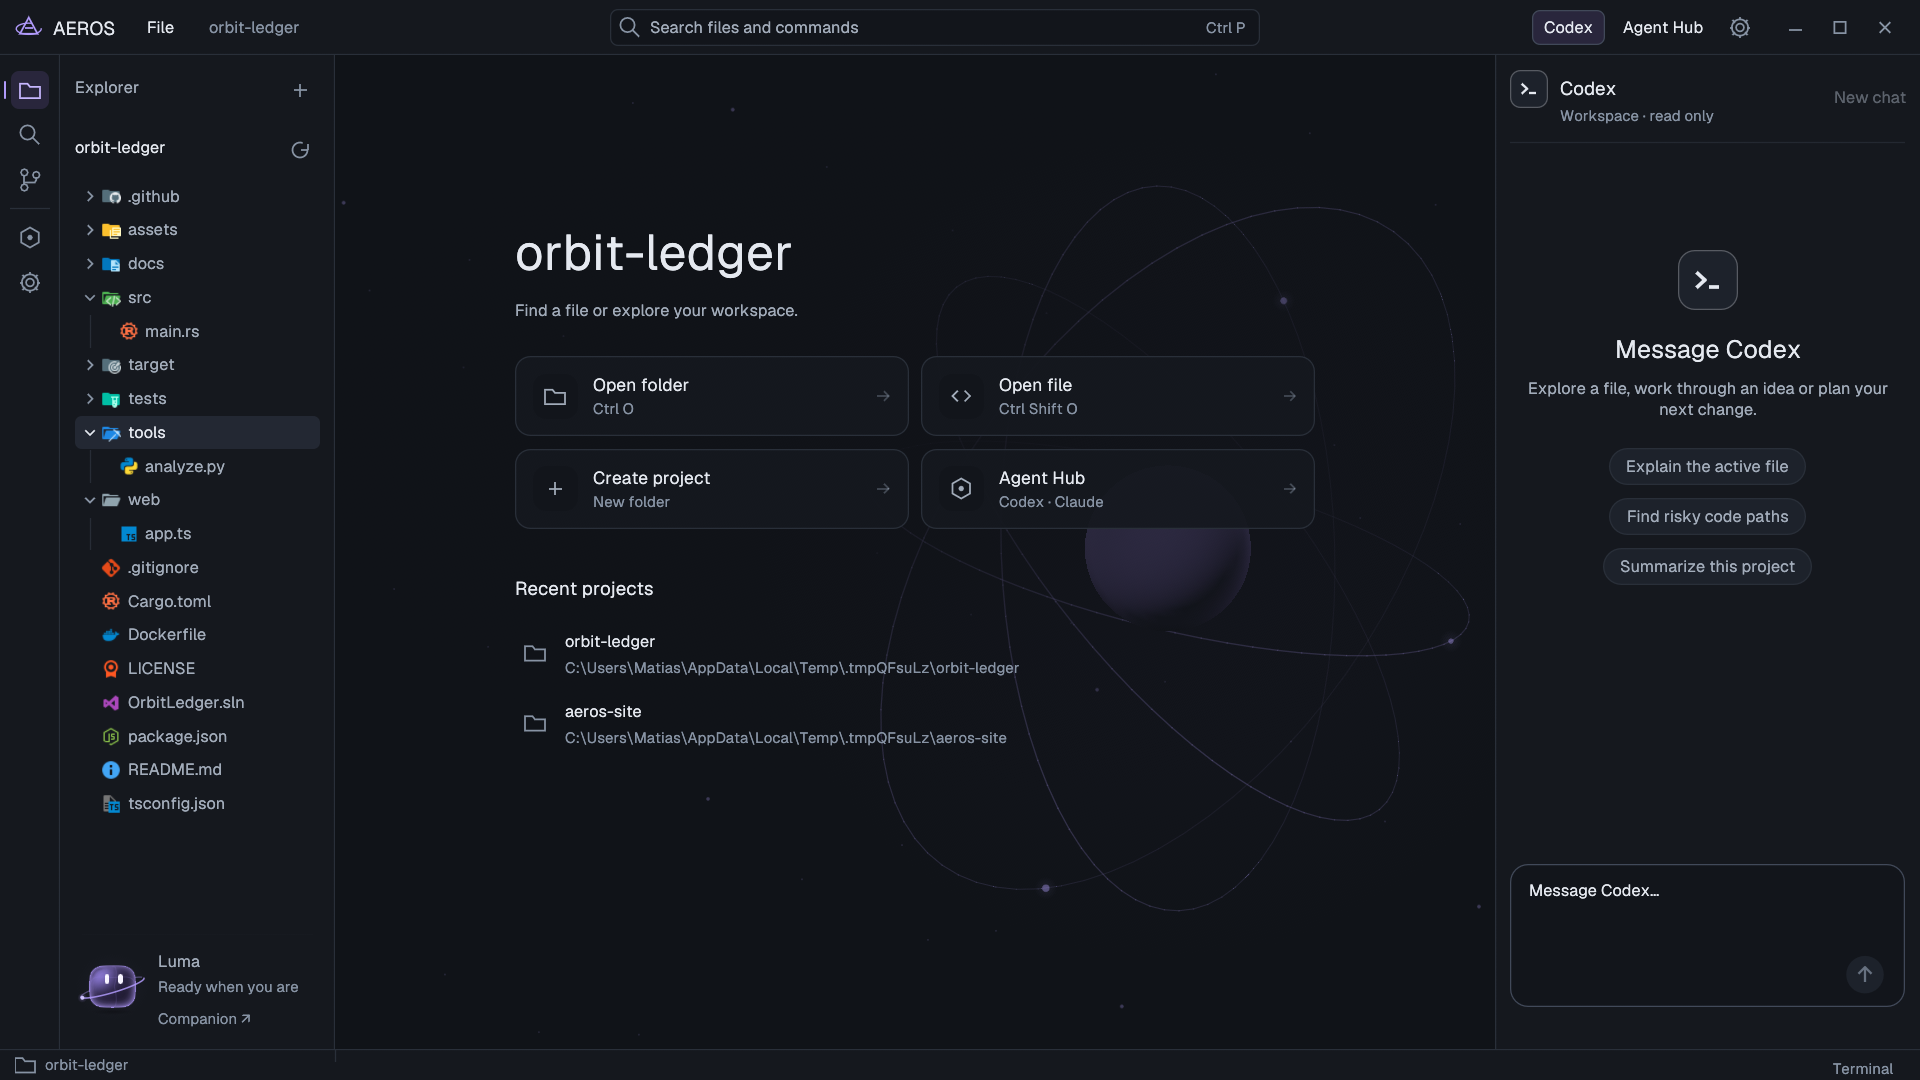 AEROS
File
orbit-ledger
Search files and commands
Ctrl P
Codex
Agent Hub
Explorer
orbit-ledger
.github
assets
docs
src
main.rs
target
tests
tools
analyze.py
web
app.ts
.gitignore
Cargo.toml
Dockerfile
LICENSE
OrbitLedger.sln
package.json
README.md
tsconfig.json
Luma
Ready when you are
Companion ↗
orbit-ledger
Find a file or explore your workspace.
Open folder
Ctrl O
Open file
Ctrl Shift O
Create project
New folder
Agent Hub
Codex · Claude
Recent projects
orbit-ledger
C:\Users\Matias\AppData\Local\Temp\.tmpQFsuLz\orbit-ledger
aeros-site
C:\Users\Matias\AppData\Local\Temp\.tmpQFsuLz\aeros-site
Codex
Workspace · read only
New chat
Message Codex
Explore a file, work through an idea or plan your
next change.
Explain the active file
Find risky code paths
Summarize this project
Message Codex…
orbit-ledger
Terminal